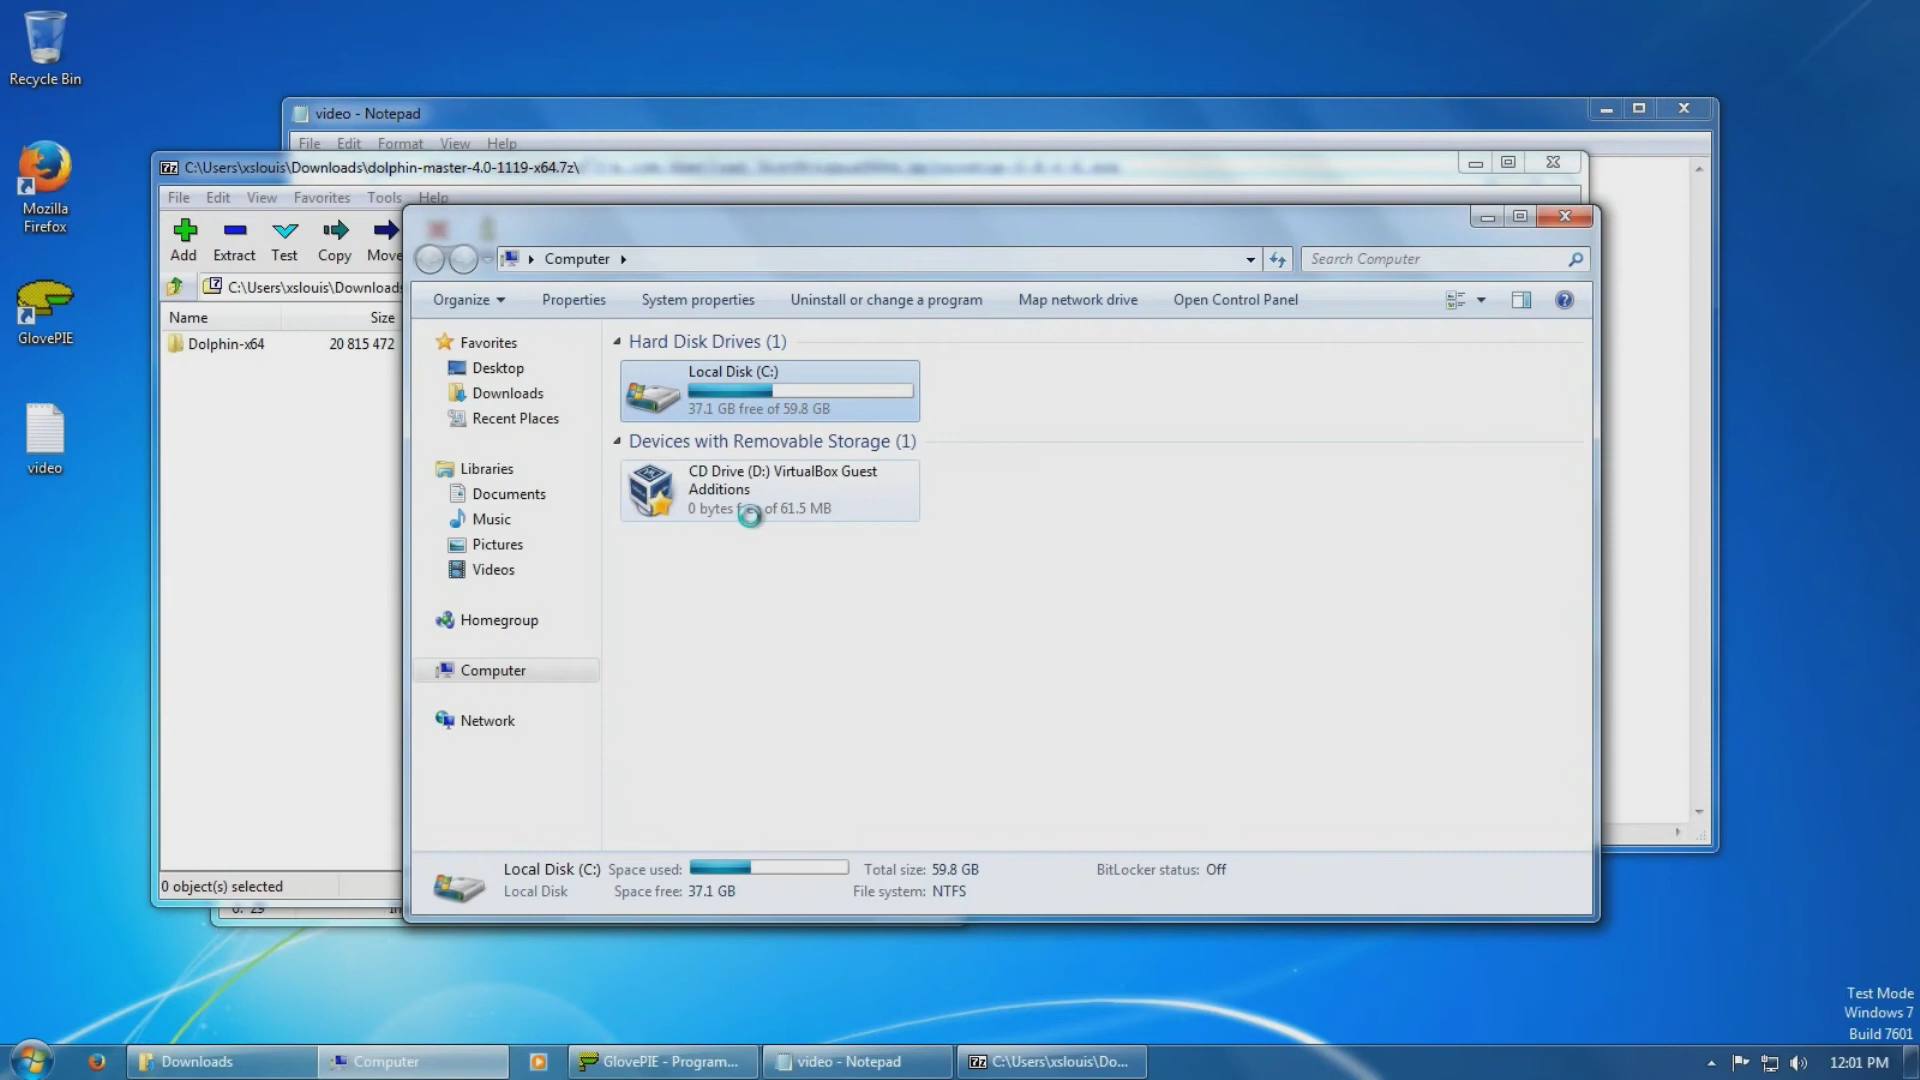 Recycle Bin
Mozilla
Firefox
GlovePIE
video
video - Notepad
File Edit Format View Help
C:\Users\xslouis\Downloads\dolphin-master-4.0-1119-x64.7z\
File Edit View Favorites Tools Help
Add Extract Test Copy Move
C:\Users\xslouis\Downloads
Name Size
Dolphin-x64 20 815 472
0 object(s) selected
Computer
Search Computer
Organize Properties System properties Uninstall or change a program Map network drive Open Control Panel
Favorites
Desktop
Downloads
Recent Places
Libraries
Documents
Music
Pictures
Videos
Homegroup
Computer
Network
Hard Disk Drives (1)
Local Disk (C:)
37.1 GB free of 59.8 GB
Devices with Removable Storage (1)
CD Drive (D:) VirtualBox Guest
Additions
0 bytes free of 61.5 MB
Local Disk (C:) Space used: Total size: 59.8 GB BitLocker status: Off
Local Disk Space free: 37.1 GB File system: NTFS
Test Mode
Windows 7
Build 7601
Downloads Computer GlovePIE - Program... video - Notepad C:\Users\xslouis\Do... 12:01 PM